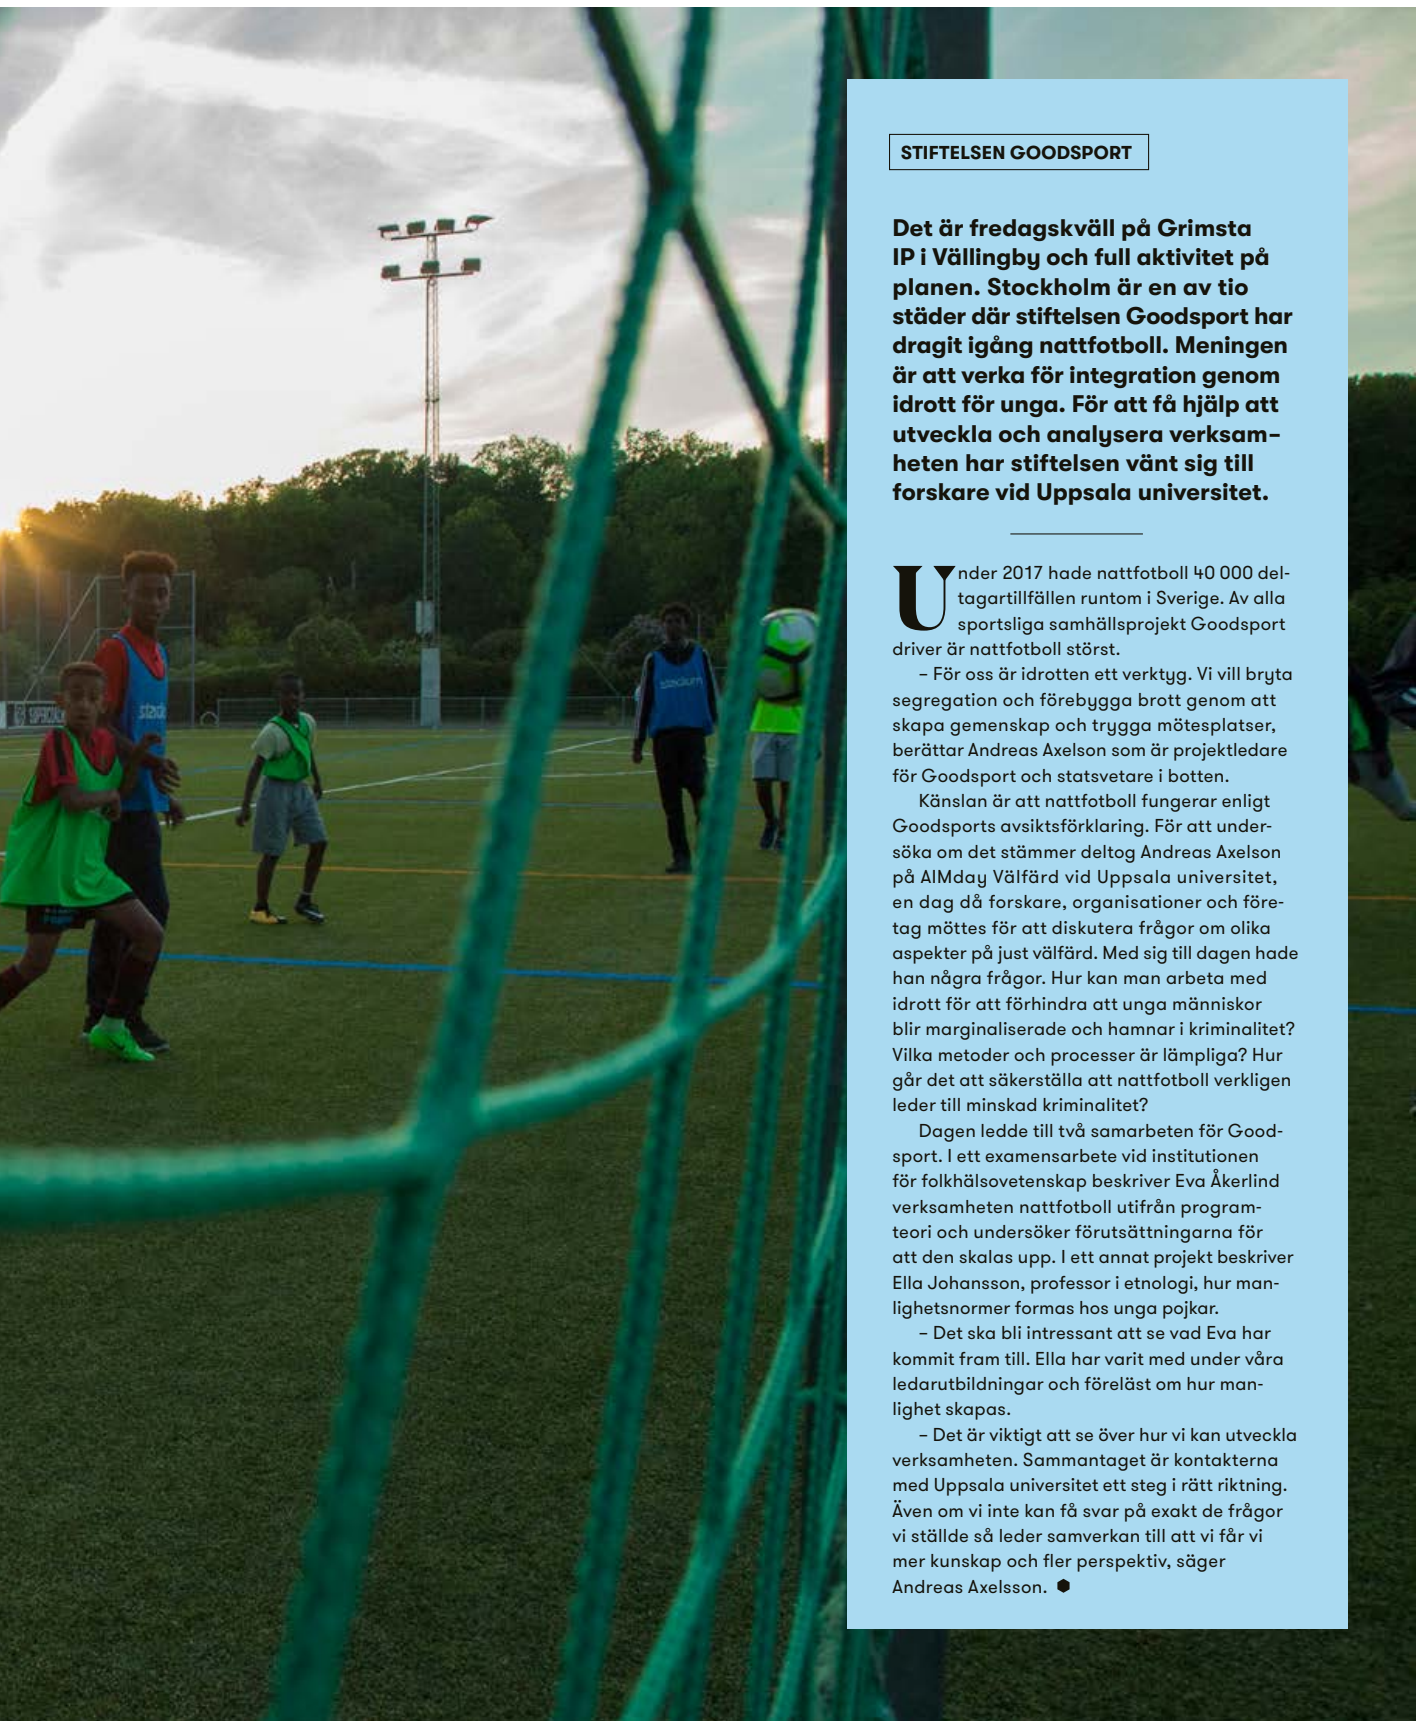 STIFTELSEN GOODSPORT
Det är fredagskväll på Grimsta
IP i Vällingby och full aktivitet på
planen. Stockholm är en av tio
städer där stiftelsen Goodsport har
dragit igång nattfotboll. Meningen
är att verka för integration genom
idrott för unga. För att få hjälp att
utveckla och analysera verksam-
heten har stiftelsen vänt sig till
forskare vid Uppsala universitet.
Under 2017 hade nattfotboll 40 000 del-
tagartillfällen runtom i Sverige. Av alla
sportsliga samhällsprojekt Goodsport
driver är nattfotboll störst.
– För oss är idrotten ett verktyg. Vi vill bryta
segregation och förebygga brott genom att
skapa gemenskap och trygga mötesplatser,
berättar Andreas Axelson som är projektledare
för Goodsport och statsvetare i botten.
Känslan är att nattfotboll fungerar enligt
Goodsports avsiktsförklaring. För att under-
söka om det stämmer deltog Andreas Axelson
på AIMday Välfärd vid Uppsala universitet,
en dag då forskare, organisationer och före-
tag möttes för att diskutera frågor om olika
aspekter på just välfärd. Med sig till dagen hade
han några frågor. Hur kan man arbeta med
idrott för att förhindra att unga människor
blir marginaliserade och hamnar i kriminalitet?
Vilka metoder och processer är lämpliga? Hur
går det att säkerställa att nattfotboll verkligen
leder till minskad kriminalitet?
Dagen ledde till två samarbeten för Good-
sport. I ett examensarbete vid institutionen
för folkhälsovetenskap beskriver Eva Åkerlind
verksamheten nattfotboll utifrån program-
teori och undersöker förutsättningarna för
att den skalas upp. I ett annat projekt beskriver
Ella Johansson, professor i etnologi, hur man-
lighetsnormer formas hos unga pojkar.
– Det ska bli intressant att se vad Eva har
kommit fram till. Ella har varit med under våra
ledarutbildningar och föreläst om hur man-
lighet skapas.
– Det är viktigt att se över hur vi kan utveckla
verksamheten. Sammantaget är kontakterna
med Uppsala universitet ett steg i rätt riktning.
Även om vi inte kan få svar på exakt de frågor
vi ställde så leder samverkan till att vi får vi
mer kunskap och fler perspektiv, säger
Andreas Axelsson.
stadium